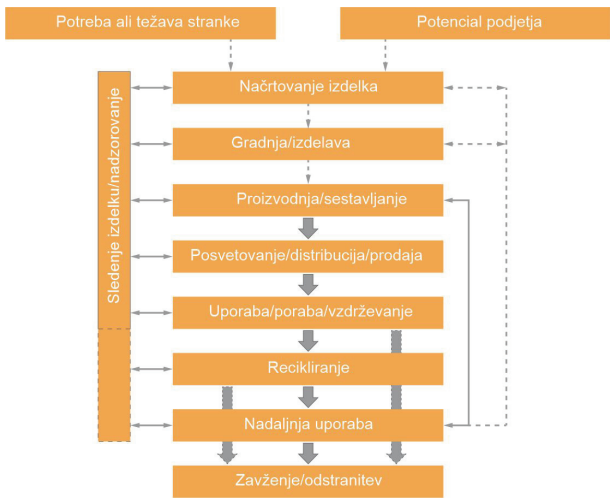 Potreba ali težava stranke
Potencial podjetja
Sledenje izdelku/nadzorovanje
Načrtovanje izdelka
Gradnja/izdelava
Proizvodnja/sestavljanje
Posvetovanje/distribucija/prodaja
Uporaba/poraba/vzdrževanje
Recikliranje
Nadaljnja uporaba
Zavženje/odstranitev